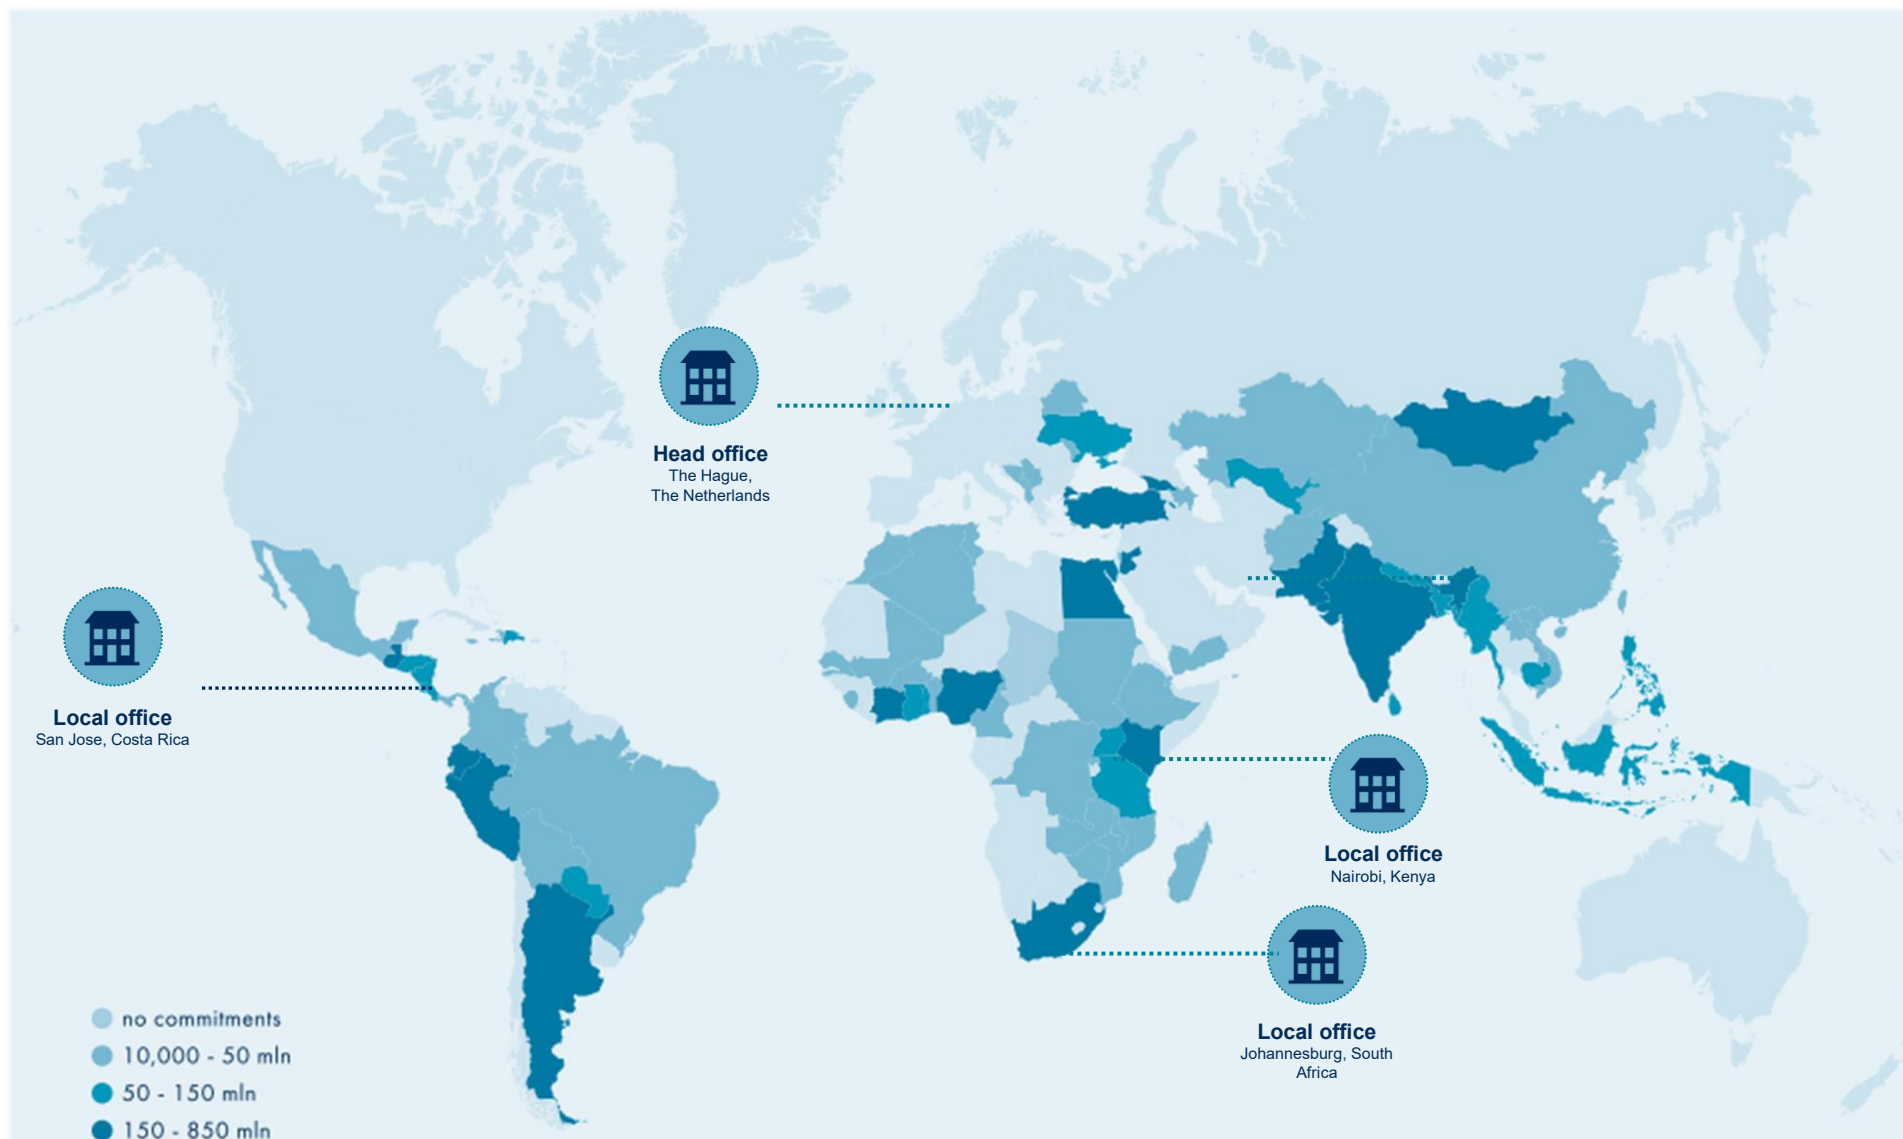 Head office
The Hague,
The Netherlands
Local office
San Jose, Costa Rica
Local office
Nairobi, Kenya
Local office
Johannesburg, South
Africa
no commitments
10,000 - 50 mln
50 - 150 mln
150 - 850 mln